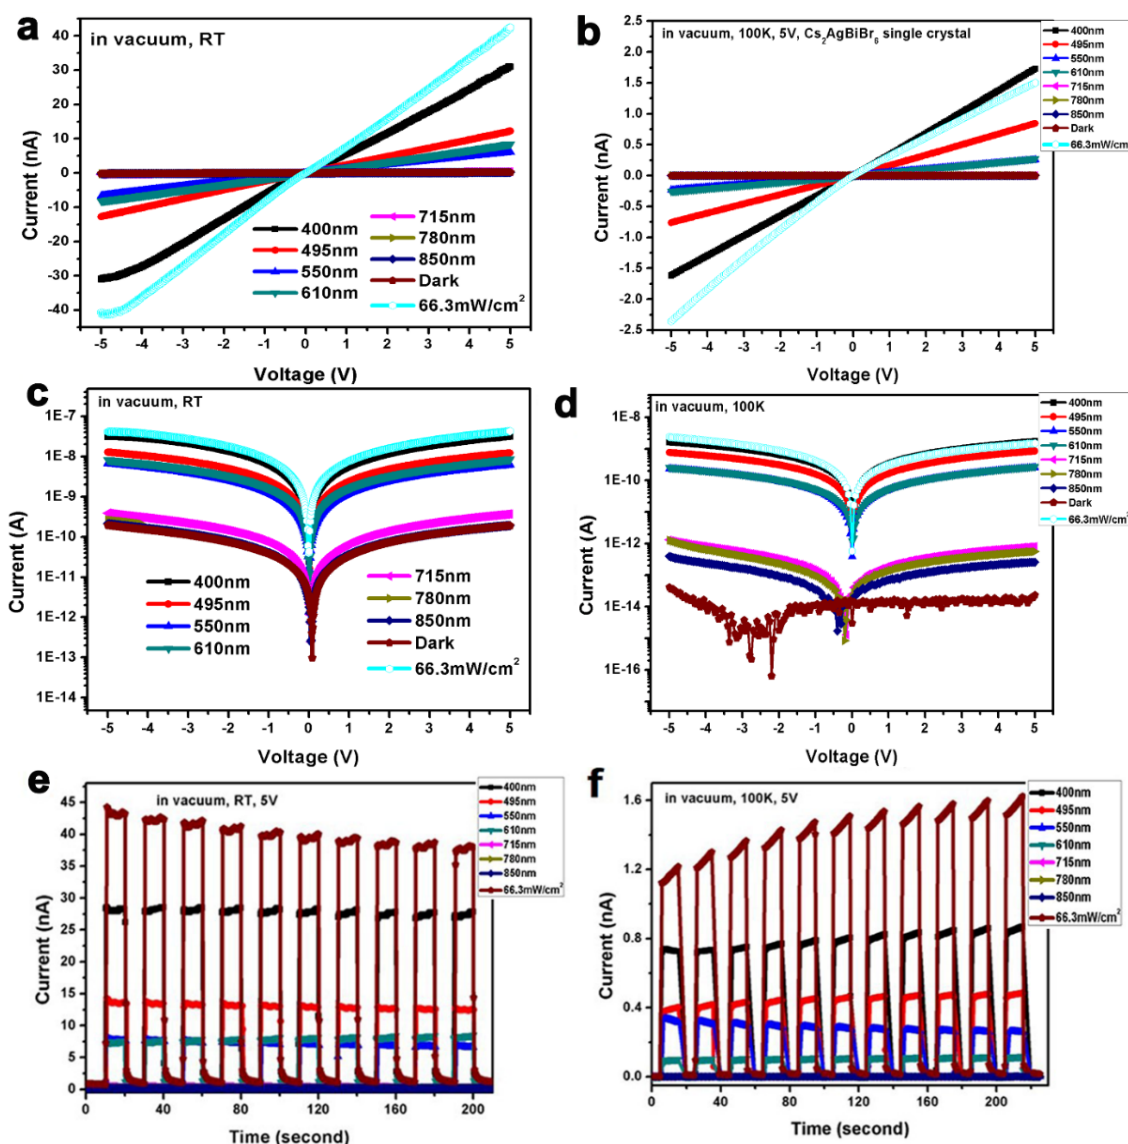 a
in vacuum, RT
40
30
20
10
0
-10
-20
-30
-40
Current (nA)
400nm
495nm
550nm
610nm
715nm
780nm
850nm
Dark
66.3mW/cm²
-5 -4 -3 -2 -1 0 1 2 3 4 5
Voltage (V)
b
in vacuum, 100K, 5V, Cs₂AgBiBr₆ single crystal
2.5
2.0
1.5
1.0
0.5
0.0
-0.5
-1.0
-1.5
-2.0
-2.5
Current (nA)
400nm
495nm
550nm
610nm
715nm
780nm
850nm
Dark
66.3mW/cm
-5 -4 -3 -2 -1 0 1 2 3 4 5
Voltage (V)
c
in vacuum, RT
1E-7
1E-8
1E-9
1E-10
1E-11
1E-12
1E-13
1E-14
Current (A)
400nm
495nm
550nm
610nm
715nm
780nm
850nm
Dark
66.3mW/cm²
-5 -4 -3 -2 -1 0 1 2 3 4 5
Voltage (V)
d
in vacuum, 100K
1E-8
1E-10
1E-12
1E-14
1E-16
Current (A)
400nm
495nm
550nm
610nm
715nm
780nm
850nm
Dark
66.3mW/cm²
-5 -4 -3 -2 -1 0 1 2 3 4 5
Voltage (V)
e
in vacuum, RT, 5V
45
40
35
30
25
20
15
10
5
0
Current (nA)
400nm
495nm
550nm
610nm
715nm
780nm
850nm
66.3mW/cm²
0 40 80 120 160 200
Time (second)
f
in vacuum, 100K, 5V
1.6
1.2
0.8
0.4
0.0
Current (nA)
400nm
495nm
550nm
610nm
715nm
780nm
850nm
66.3mW/cm²
0 40 80 120 160 200
Time (second)